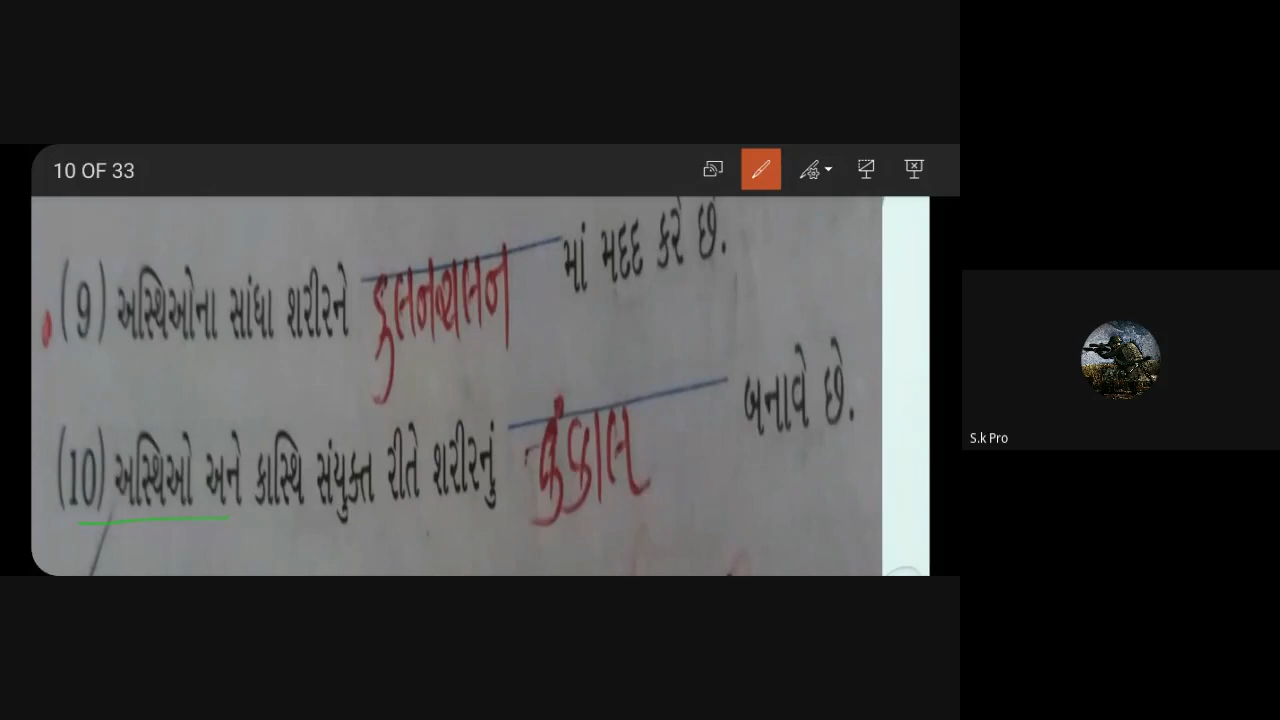 10 OF 33
(9) અસ્થિઓના સાંધા શરીરને હલનચલન માં મદદ કરે છે.
(10) અસ્થિઓ અને કાસ્થિ સંયુક્ત રીતે શરીરનું કંકાલ બનાવે છે.
S.k Pro